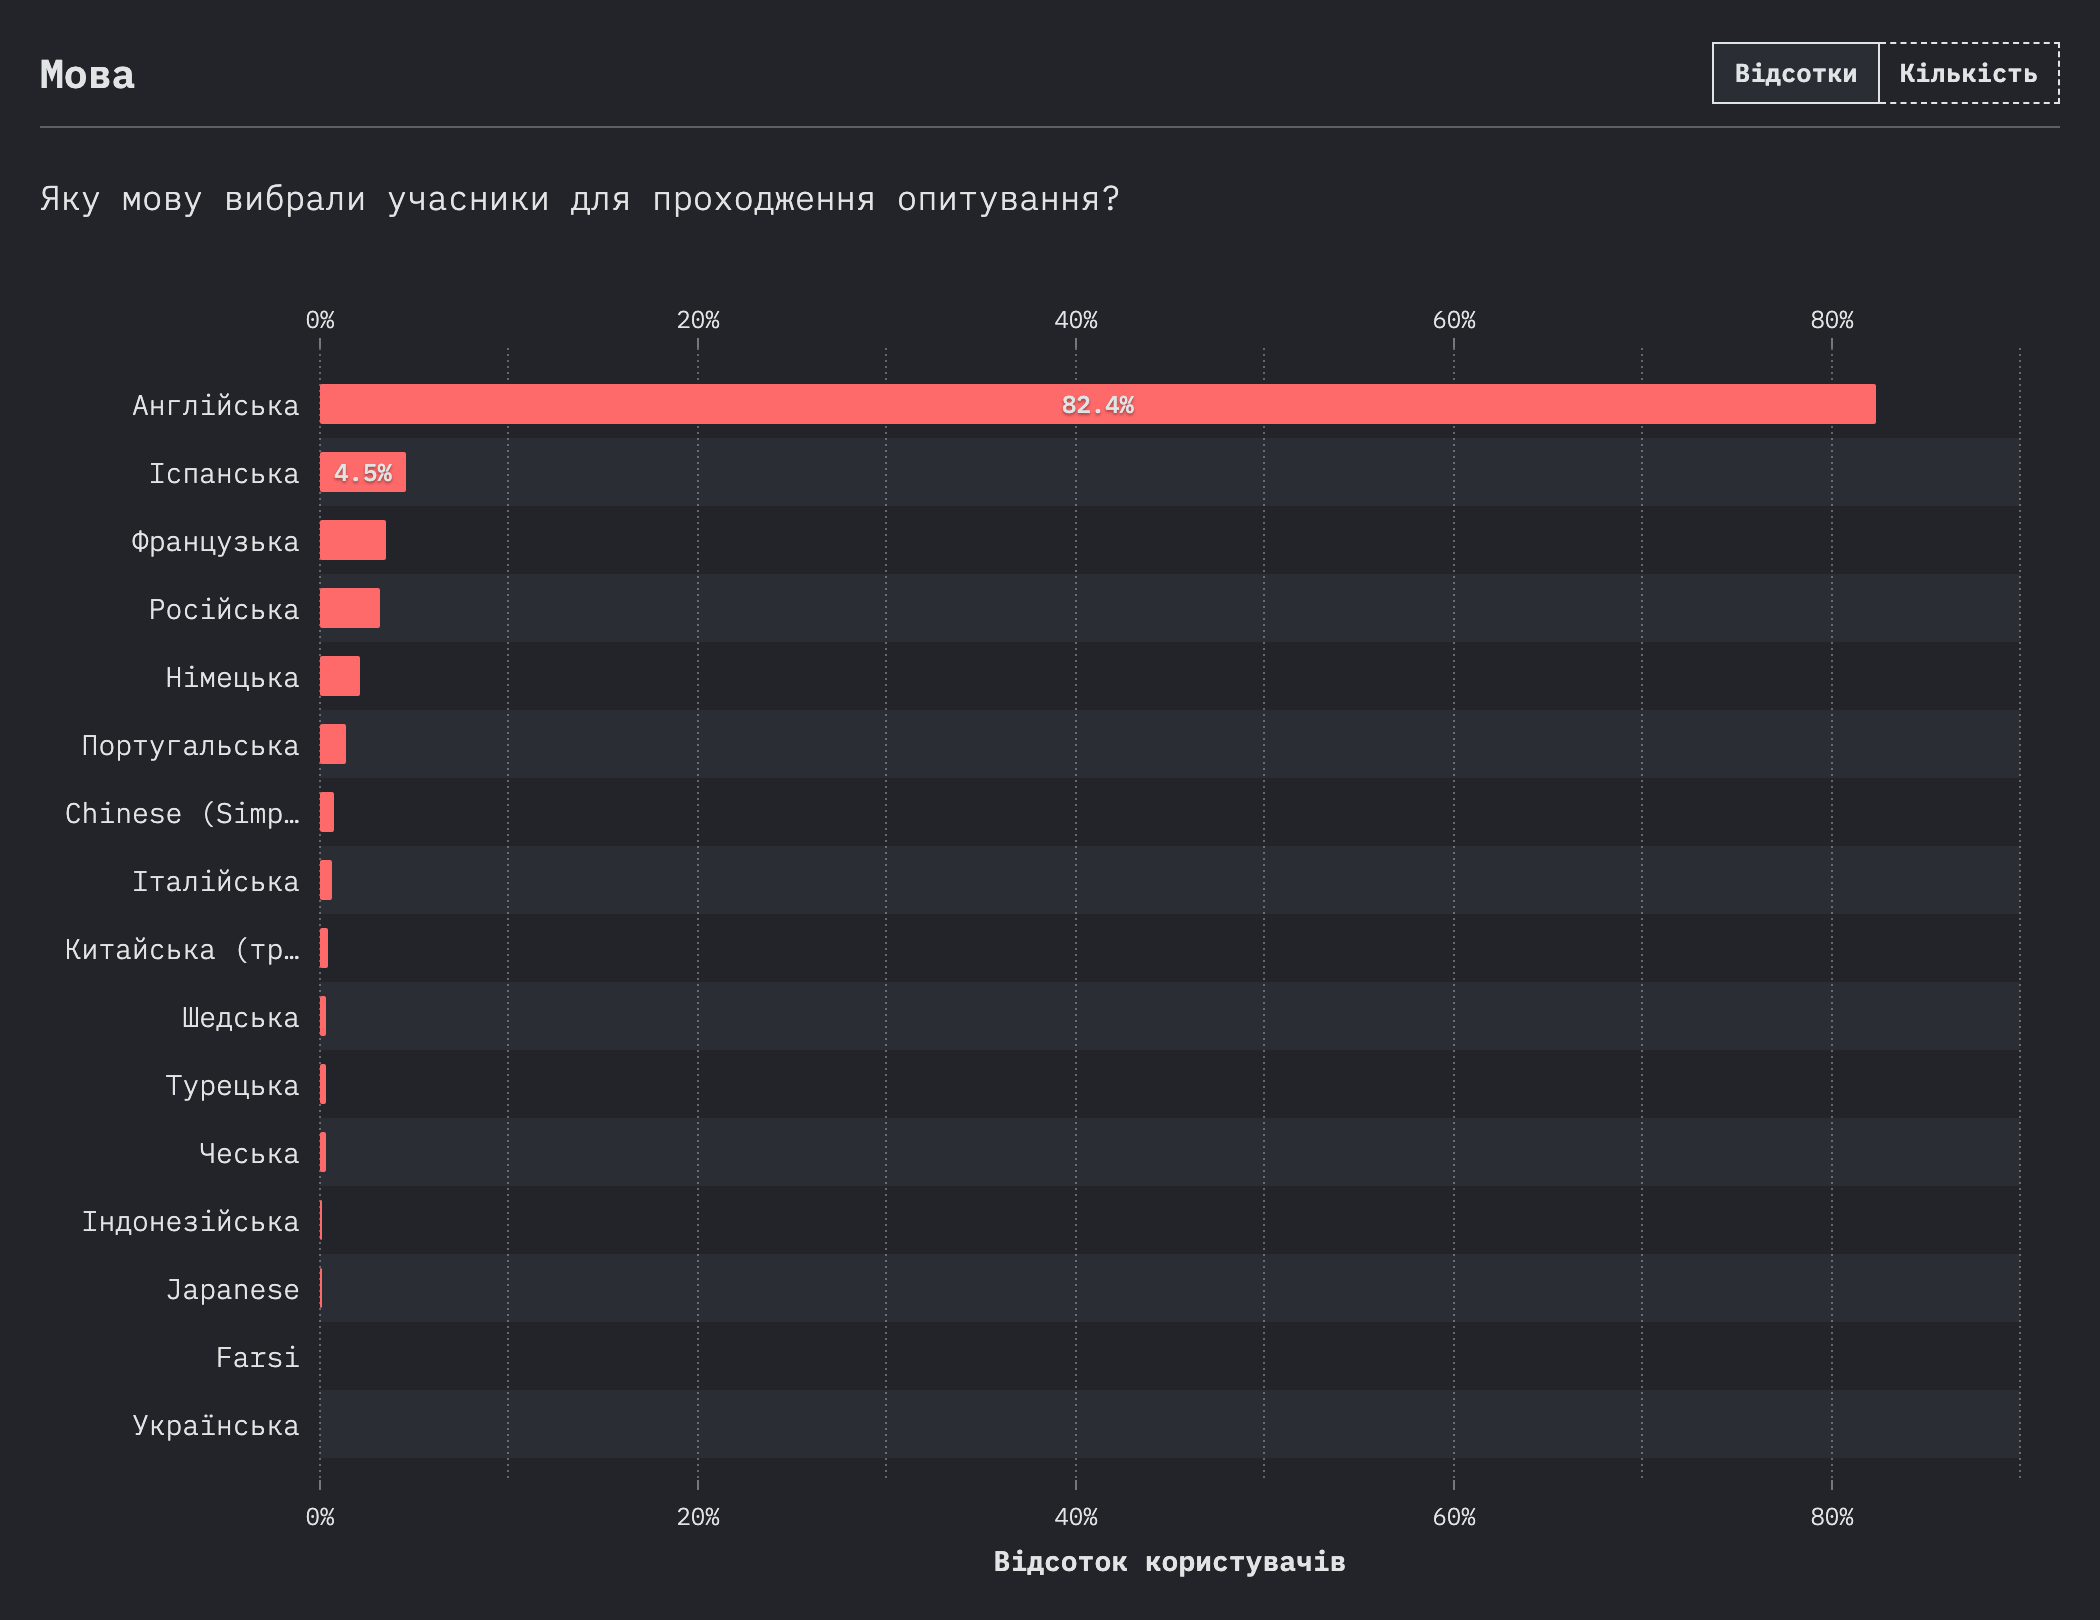 Мова
Відсотки Кількість
Яку мову вибрали учасники для проходження опитування?
0% 20% 40% 60% 80%
Англійська 82.4%
Іспанська 4.5%
Французька
Російська
Німецька
Португальська
Chinese (Simp…
Італійська
Китайська (тр…
Шедська
Турецька
Чеська
Індонезійська
Japanese
Farsi
Українська
0% 20% 40% 60% 80%
Відсоток користувачів